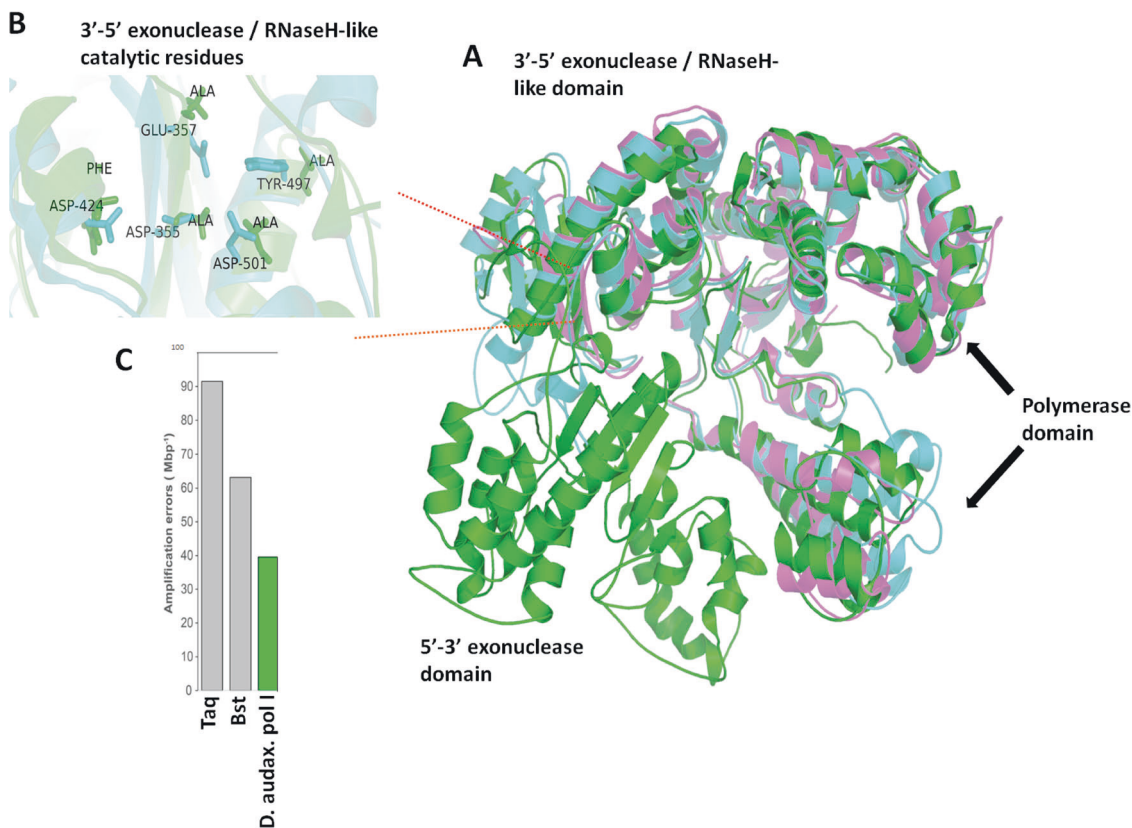 B
3’-5’ exonuclease / RNaseH-like
catalytic residues
ALA
GLU-357
PHE
ALA
TYR-497
ASP-424
ASP-355
ALA
ALA
ASP-501
A
3’-5’ exonuclease / RNaseH-
like domain
Polymerase
domain
5’-3’ exonuclease
domain
C
Amplification errors ( Mbp⁻¹)
100
90
80
70
60
50
40
30
20
10
0
Taq
Bst
D. audax. pol I